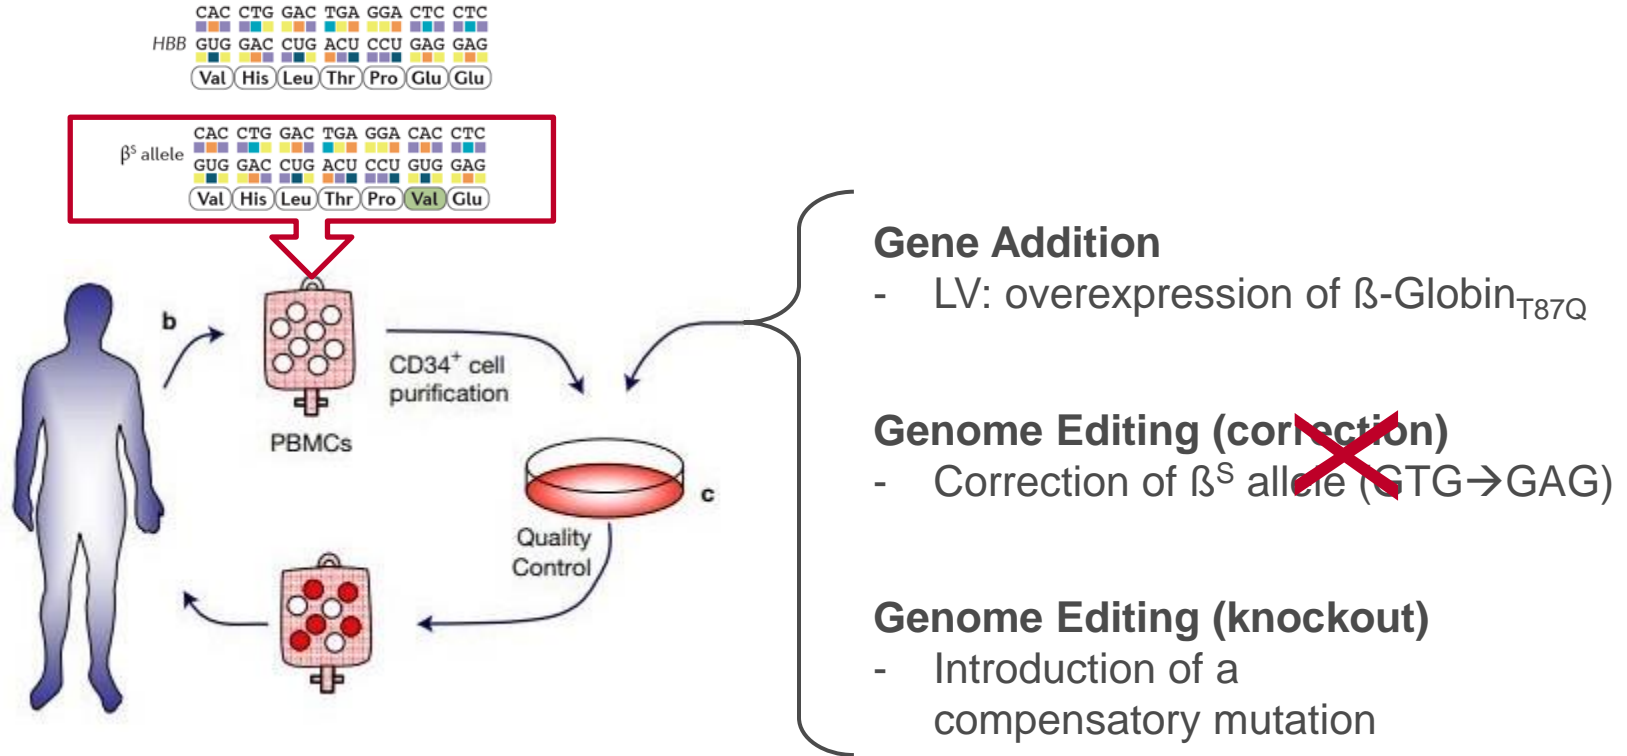 CAC CTG GAC TGA GGA CTC CTC
HBB GUG GAC CUG ACU CCU GAG GAG
Val His Leu Thr Pro Glu Glu
CAC CTG GAC TGA GGA CAC CTC
βS allele
GUG GAC CUG ACU CCU GUG GAG
Val His Leu Thr Pro Val Glu
b
CD34+ cell
purification
PBMCs
c
Quality
Control
Gene Addition
- LV: overexpression of ß-GlobinT87Q
Genome Editing (correction)
- Correction of ßS allele (GTG→GAG)
Genome Editing (knockout)
- Introduction of a
compensatory mutation